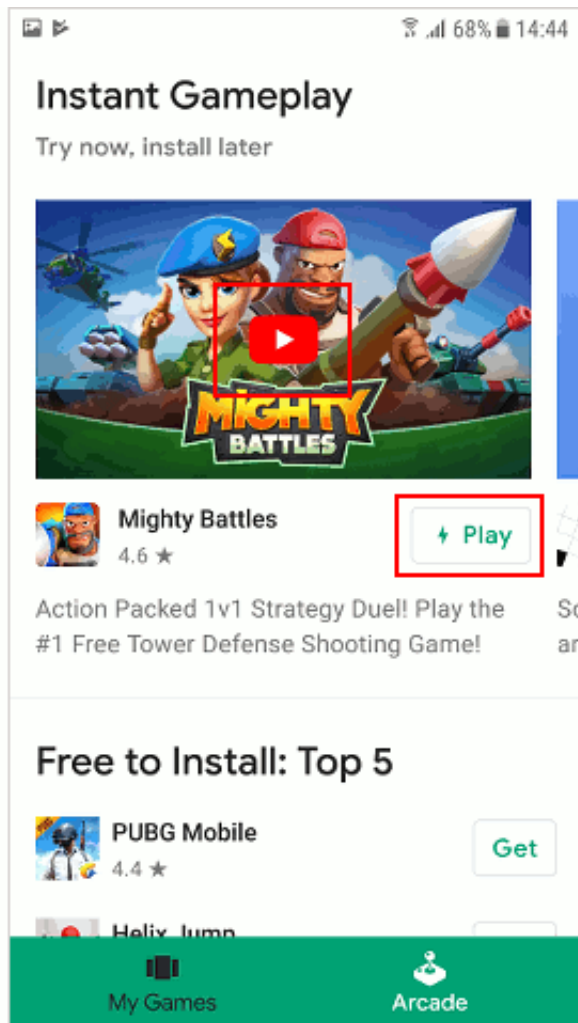 68% 14:44
Instant Gameplay
Try now, install later
MIGHTY
BATTLES
Mighty Battles
4.6 ★
Play
Action Packed 1v1 Strategy Duel! Play the
#1 Free Tower Defense Shooting Game!
Free to Install: Top 5
PUBG Mobile
4.4 ★
Get
Helix Jump
My Games
Arcade